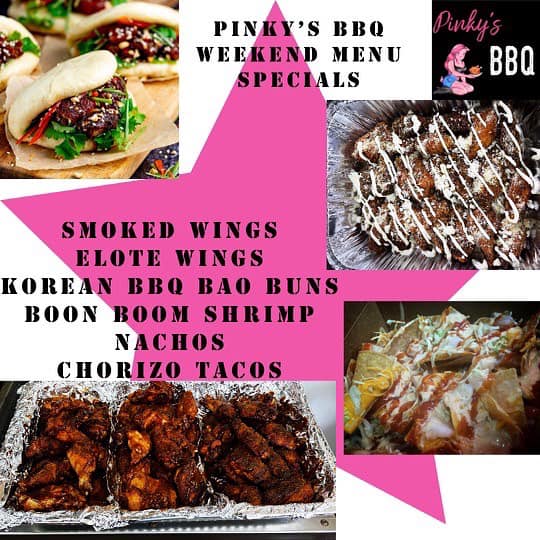 PINKY'S BBQ
WEEKEND MENU
SPECIALS
Pinky's
BBQ
SMOKED WINGS
ELOTE WINGS
KOREAN BBQ BAO BUNS
BOON BOOM SHRIMP
NACHOS
CHORIZO TACOS